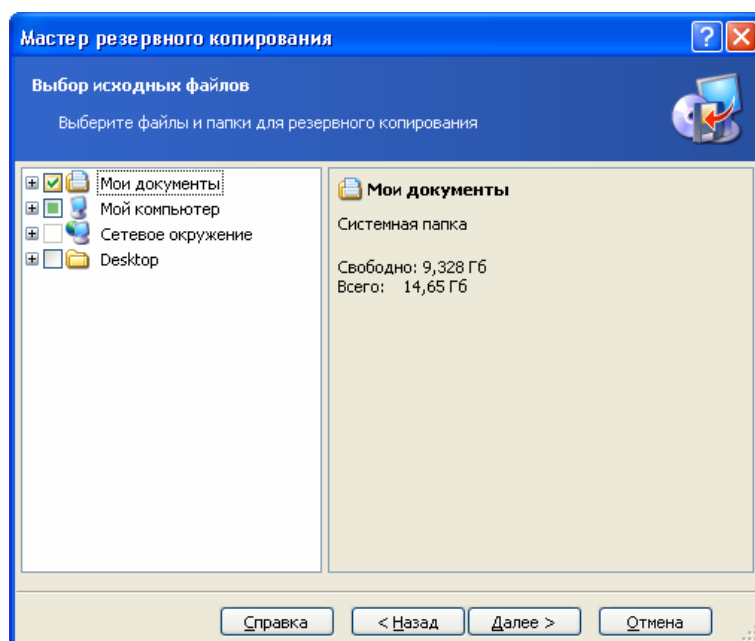 Мастер резервного копирования
Выбор исходных файлов
Выберите файлы и папки для резервного копирования
Мои документы
Мой компьютер
Сетевое окружение
Desktop
Мои документы
Системная папка
Свободно: 9,328 Гб
Всего: 14,65 Гб
Справка
< Назад
Далее >
Отмена